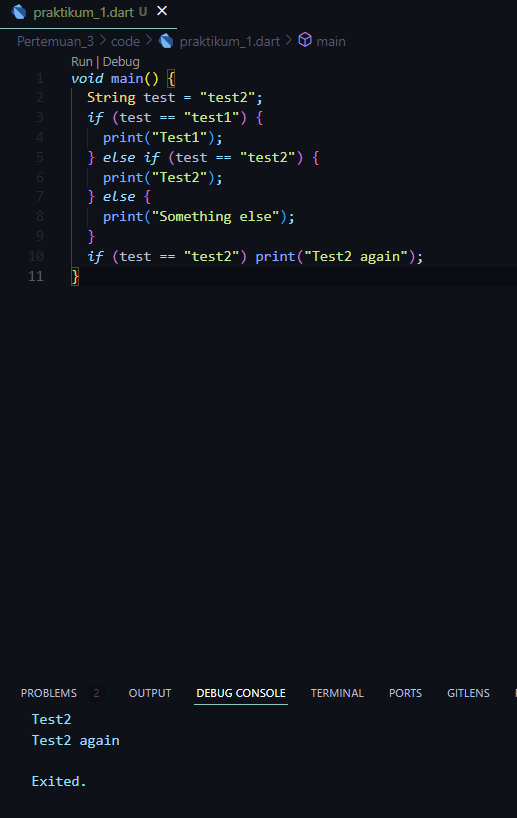 praktikum_1.dart U
Pertemuan_3 > code > praktikum_1.dart > main
Run | Debug
1 void main() {
2 String test = "test2";
3 if (test == "test1") {
4 print("Test1");
5 } else if (test == "test2") {
6 print("Test2");
7 } else {
8 print("Something else");
9 }
10 if (test == "test2") print("Test2 again");
11 }
PROBLEMS 2 OUTPUT DEBUG CONSOLE TERMINAL PORTS GITLENS
Test2
Test2 again
Exited.